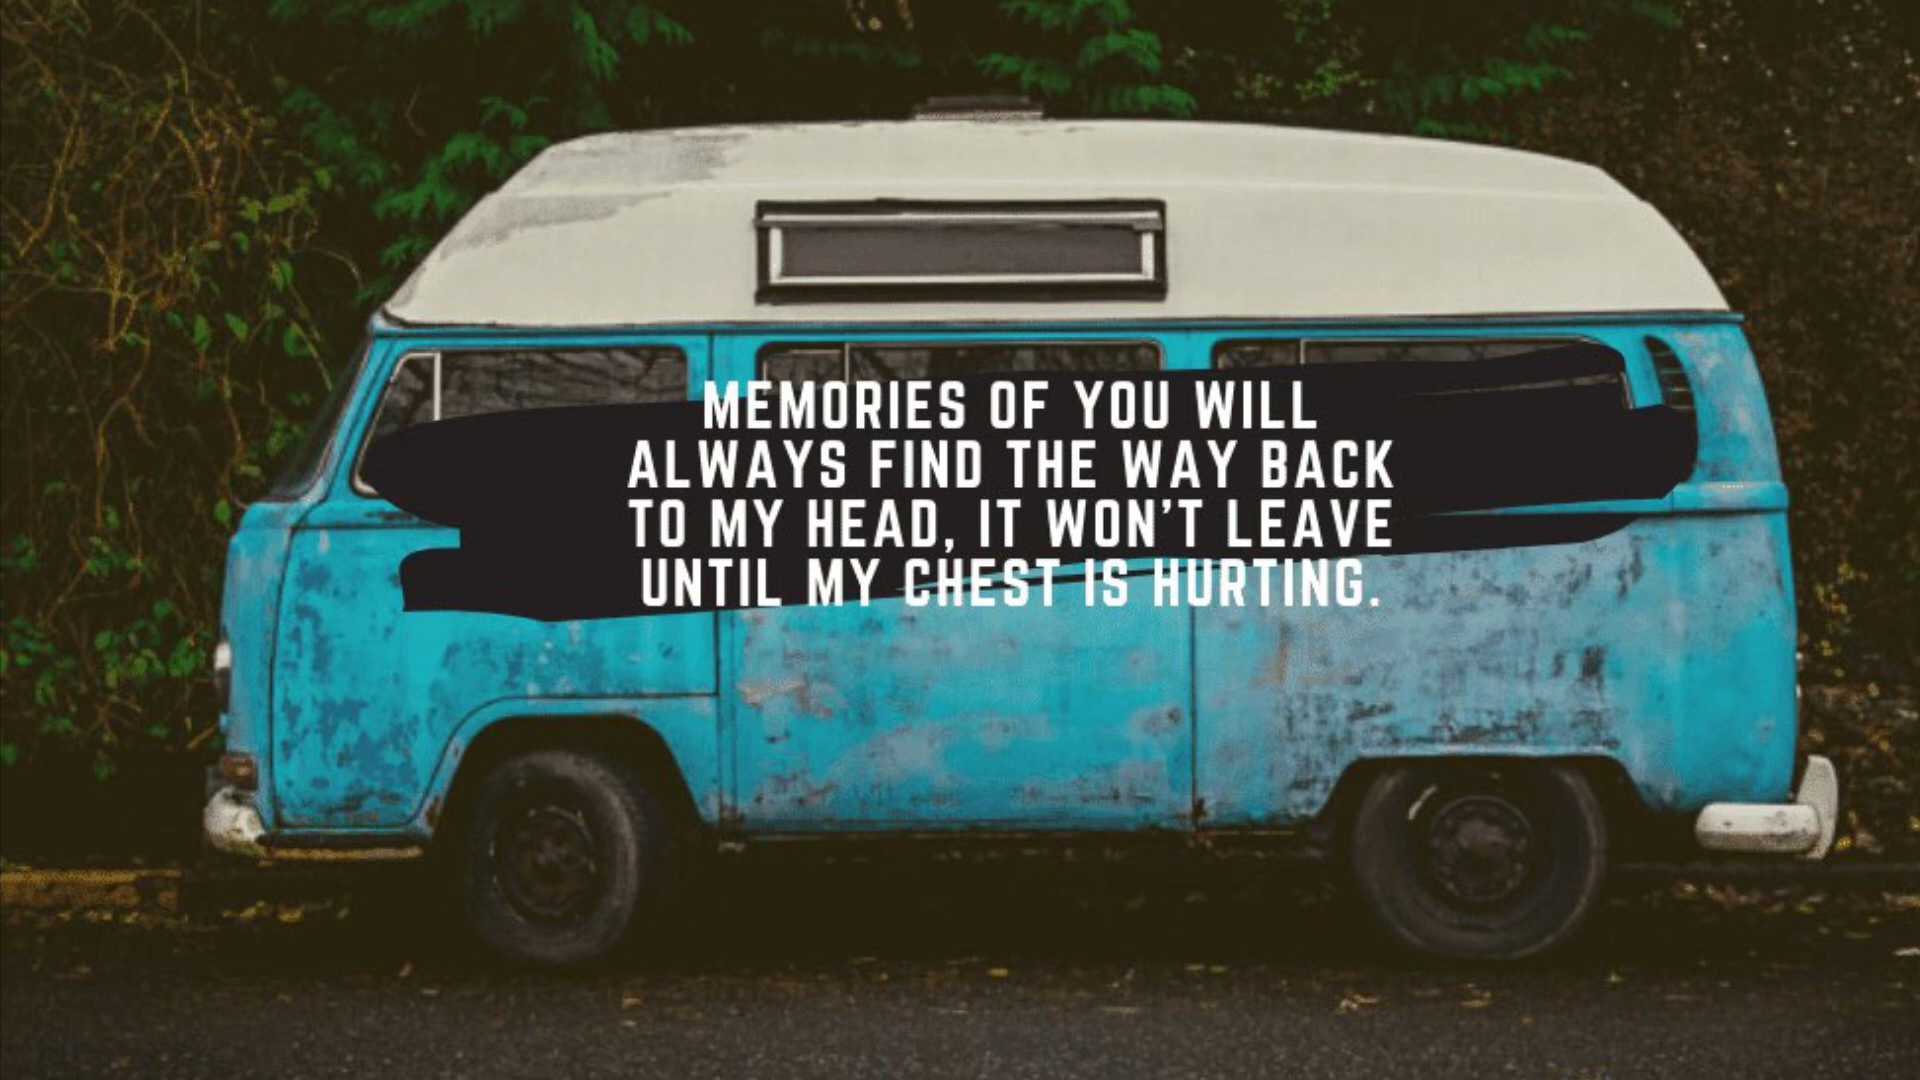 MEMORIES OF YOU WILL
ALWAYS FIND THE WAY BACK
TO MY HEAD, IT WON'T LEAVE
UNTIL MY CHEST IS HURTING.